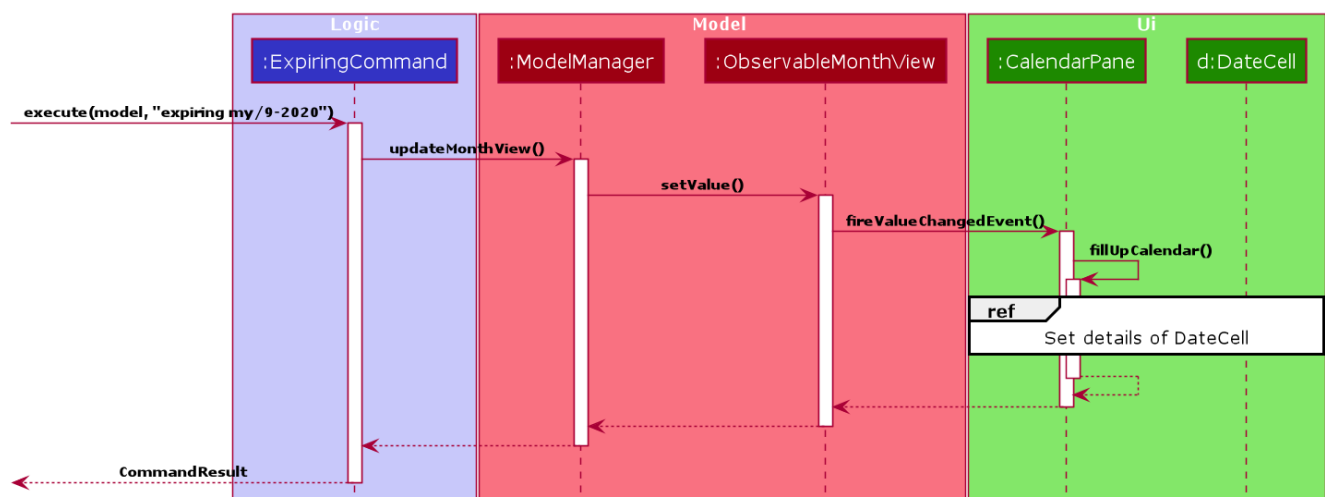 Logic
Model
Ui
:ExpiringCommand
:ModelManager
:ObservableMonthView
:CalendarPane
d:DateCell
execute(model, "expiring my/9-2020")
updateMonthView()
setValue()
fireValueChangedEvent()
fillUpCalendar()
ref
Set details of DateCell
CommandResult